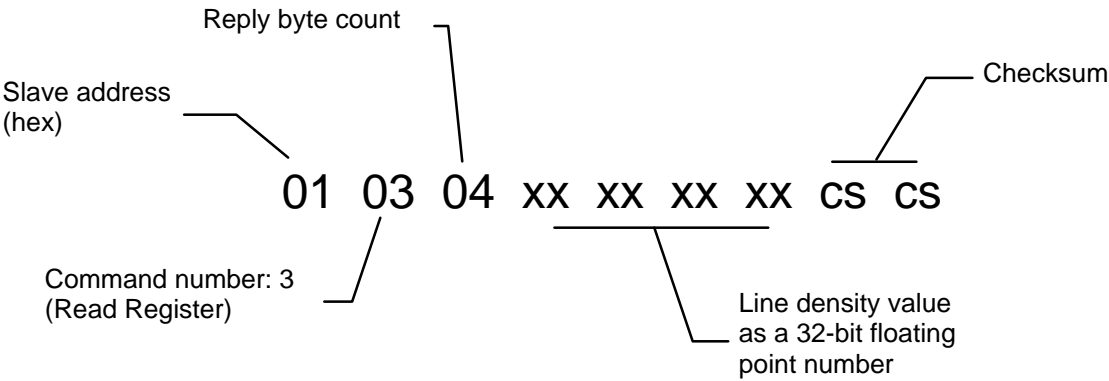 Reply byte count
Checksum
Slave address
(hex)
01 03 04 xx xx xx xx cs cs
Command number: 3
(Read Register)
Line density value
as a 32-bit floating
point number